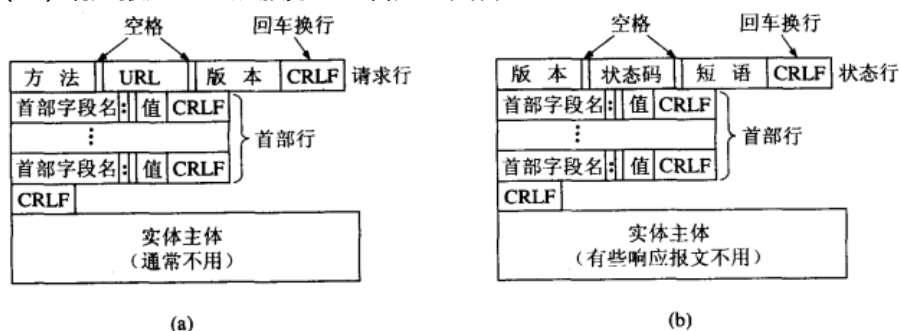 空格 回车换行
方 法 URL 版 本 CRLF 请求行
首部字段名: 值 CRLF
⋮
首部字段名: 值 CRLF
首部行
CRLF
实体主体
(通常不用)
(a)
空格 回车换行
版 本 状态码 短 语 CRLF 状态行
首部字段名: 值 CRLF
⋮
首部字段名: 值 CRLF
首部行
CRLF
实体主体
(有些响应报文不用)
(b)